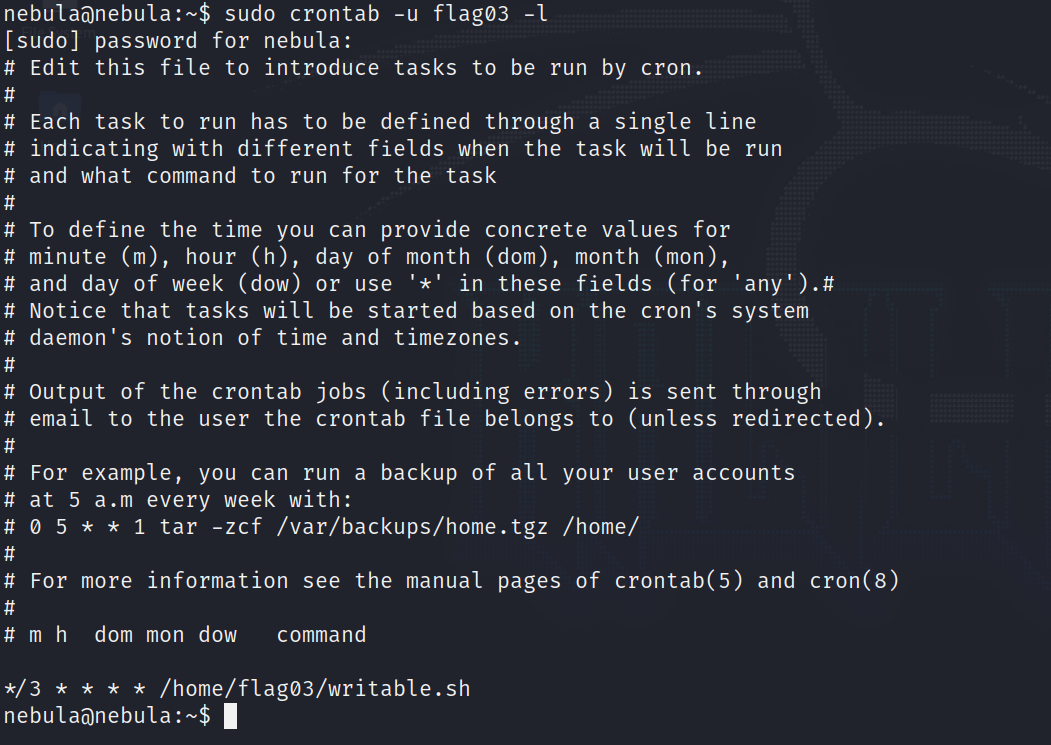 nebula@nebula:~$ sudo crontab -u flag03 -l
[sudo] password for nebula:
# Edit this file to introduce tasks to be run by cron.
#
# Each task to run has to be defined through a single line
# indicating with different fields when the task will be run
# and what command to run for the task
#
# To define the time you can provide concrete values for
# minute (m), hour (h), day of month (dom), month (mon),
# and day of week (dow) or use '*' in these fields (for 'any').#
# Notice that tasks will be started based on the cron's system
# daemon's notion of time and timezones.
#
# Output of the crontab jobs (including errors) is sent through
# email to the user the crontab file belongs to (unless redirected).
#
# For example, you can run a backup of all your user accounts
# at 5 a.m every week with:
# 0 5 * * 1 tar -zcf /var/backups/home.tgz /home/
#
# For more information see the manual pages of crontab(5) and cron(8)
#
# m h  dom mon dow   command

*/3 * * * * /home/flag03/writable.sh
nebula@nebula:~$